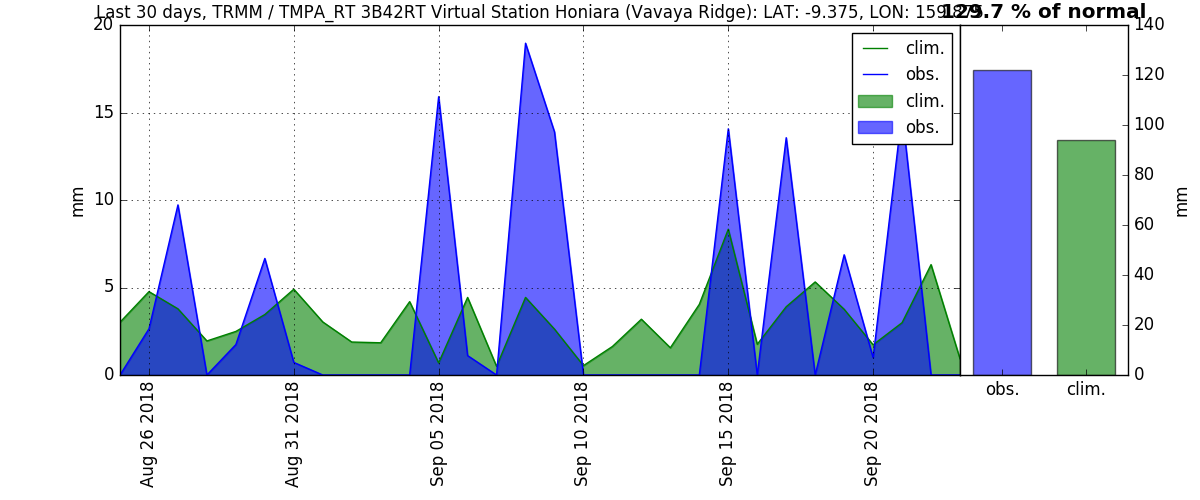 Last 30 days, TRMM / TMPA_RT 3B42RT Virtual Station Honiara (Vavaya Ridge): LAT: -9.375, LON:
129.7 % of normal
20
15
10
5
0
mm
clim.
obs.
clim.
obs.
Aug 26 2018
Aug 31 2018
Sep 05 2018
Sep 10 2018
Sep 15 2018
Sep 20 2018
140
120
100
80
60
40
20
0
mm
obs.
clim.